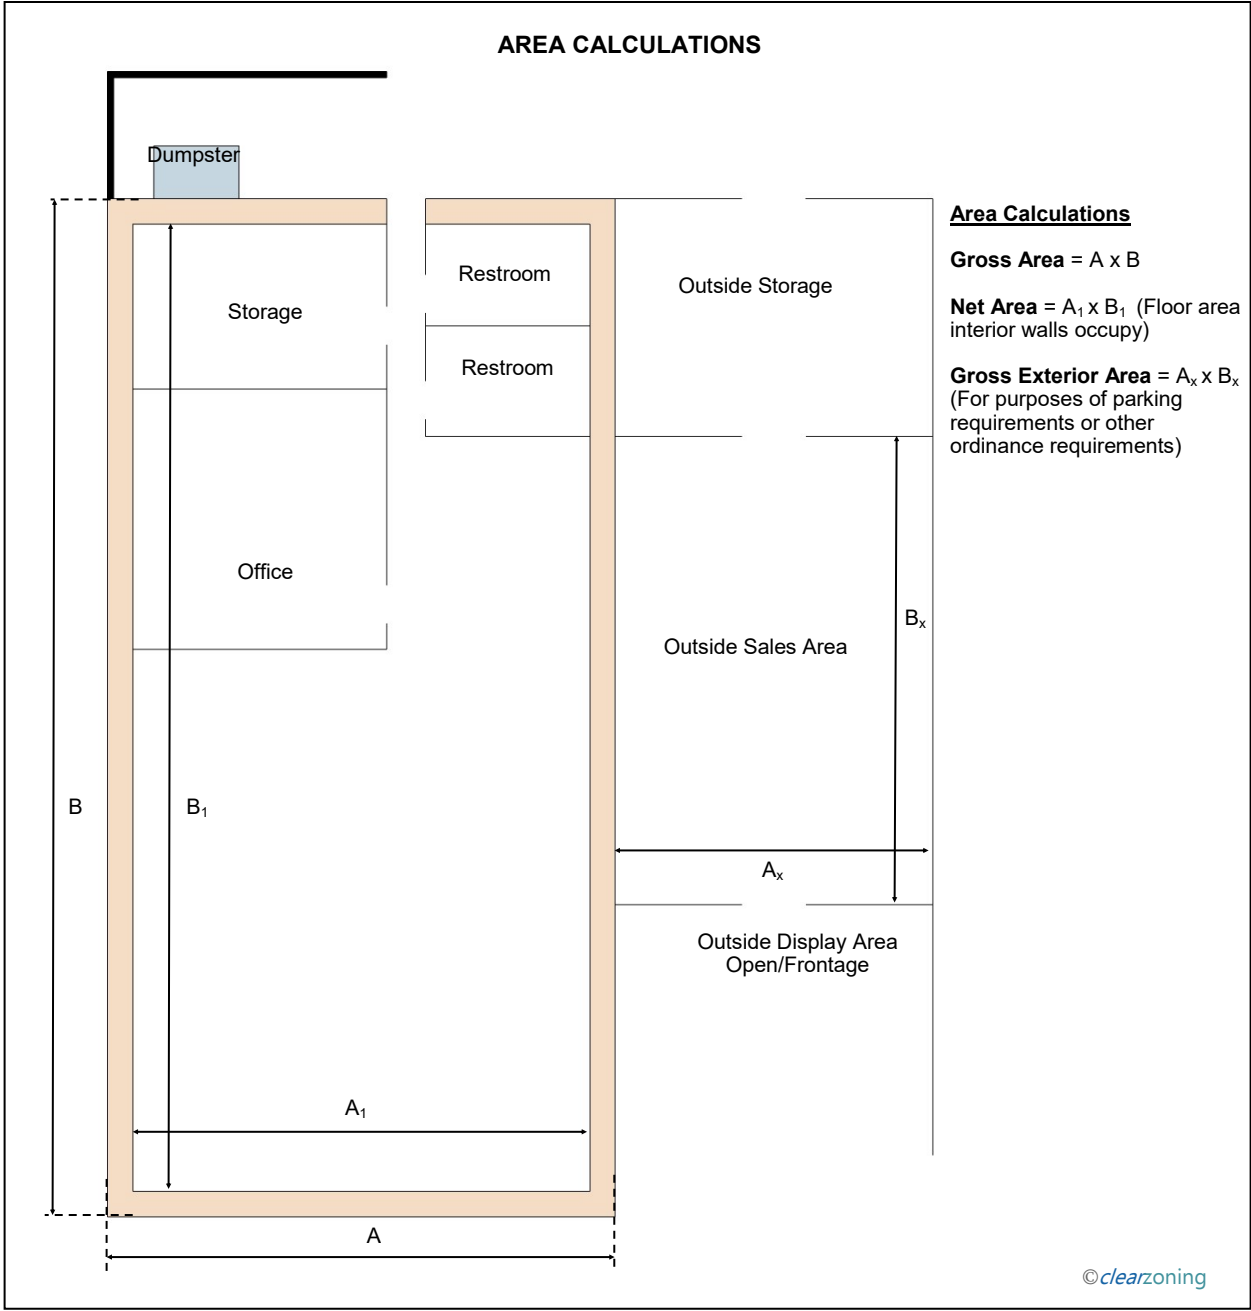 AREA CALCULATIONS
Dumpster
Area Calculations
Gross Area = A x B
Net Area = A₁ x B₁ (Floor area
interior walls occupy)
Gross Exterior Area = Aₓ x Bₓ
(For purposes of parking
requirements or other
ordinance requirements)
Storage
Restroom
Restroom
Outside Storage
Office
Outside Sales Area
Bₓ
B
B₁
Aₓ
Outside Display Area
Open/Frontage
A₁
A
©clearzoning